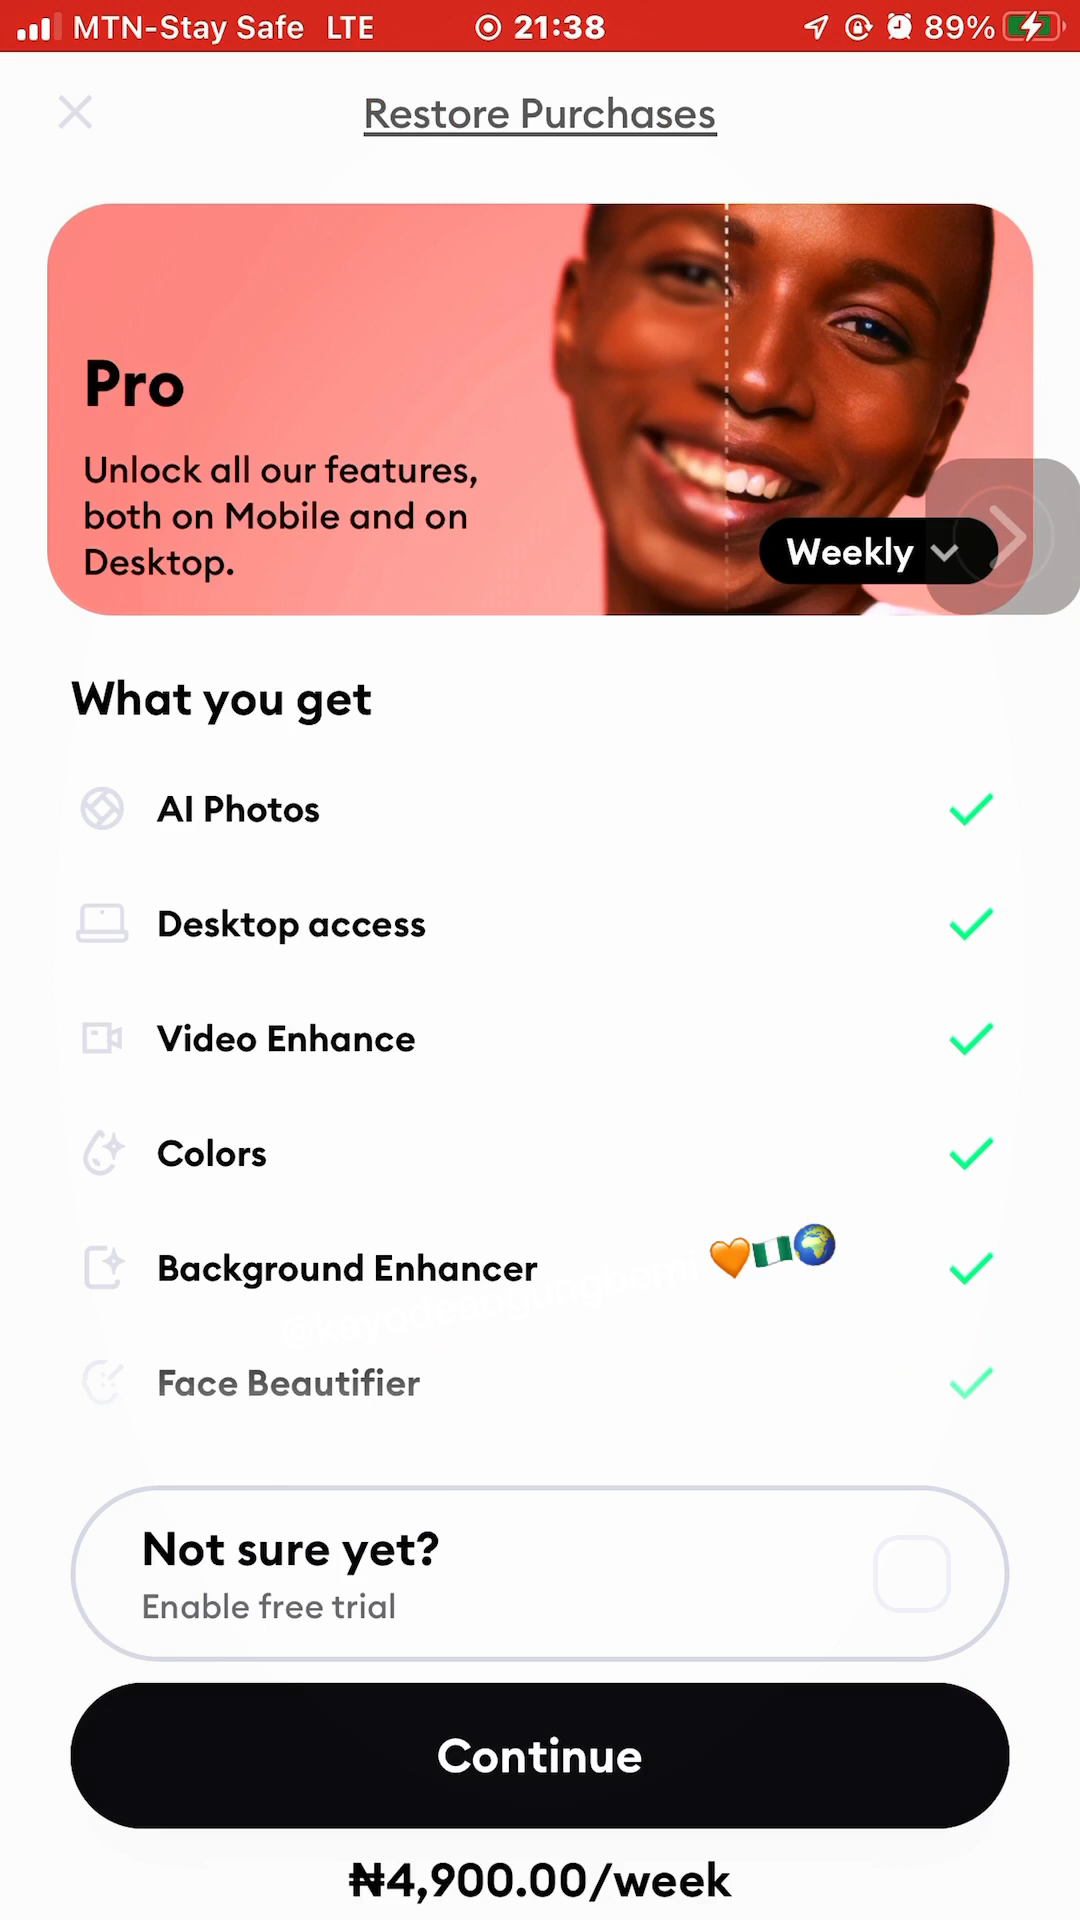 MTN-Stay Safe LTE 21:38 89%
Restore Purchases
Pro
Unlock all our features,
both on Mobile and on
Desktop.
Weekly
What you get
AI Photos
Desktop access
Video Enhance
Colors
Background Enhancer
Face Beautifier
Not sure yet?
Enable free trial
Continue
₦4,900.00/week